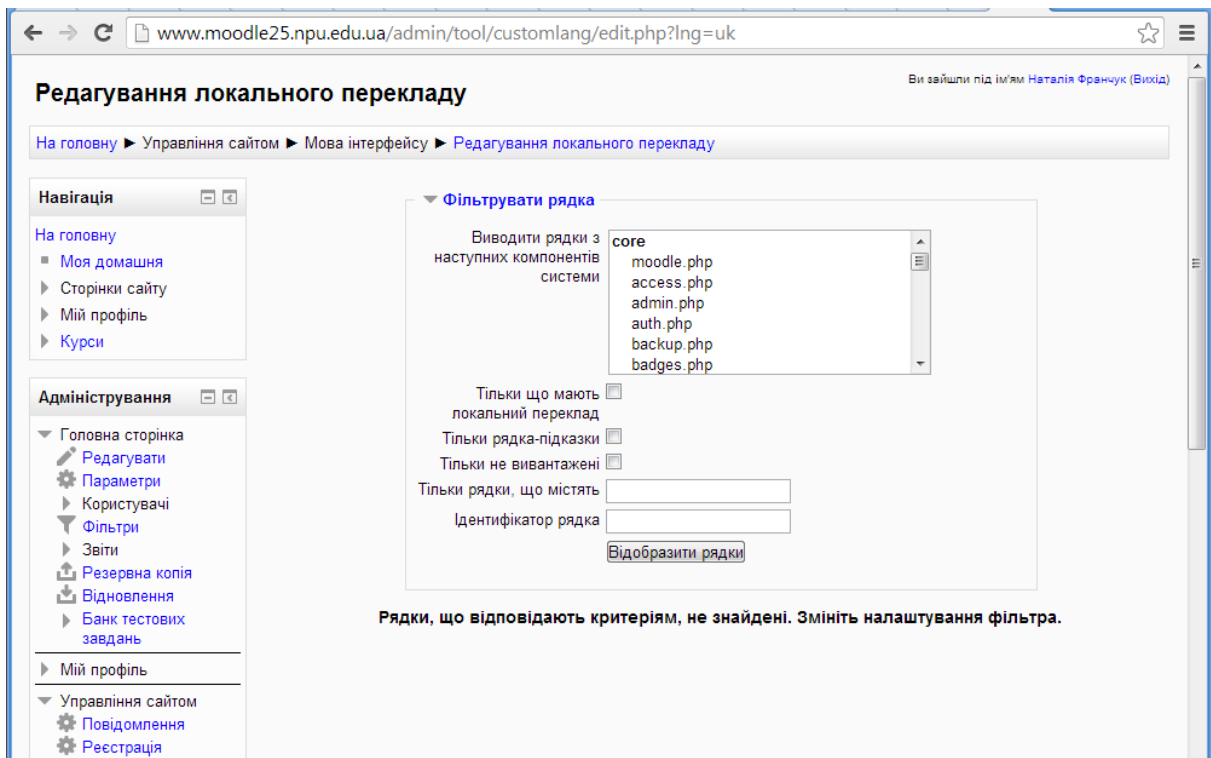 www.moodle25.npu.edu.ua/admin/tool/customlang/edit.php?lng=uk
Ви зайшли під ім'ям Наталія Франчук (Вихід)
Редагування локального перекладу
На головну ► Управління сайтом ► Мова інтерфейсу ► Редагування локального перекладу
Навігація
На головну
Моя домашня
Сторінки сайту
Мій профіль
Курси
Адміністрування
Головна сторінка
Редагувати
Параметри
Користувачі
Фільтри
Звіти
Резервна копія
Відновлення
Банк тестових
завдань
Мій профіль
Управління сайтом
Повідомлення
Реєстрація
Фільтрувати рядка
Виводити рядки з
наступних компонентів
системи
core
moodle.php
access.php
admin.php
auth.php
backup.php
badges.php
Тільки що мають
локальний переклад
Тільки рядка-підказки
Тільки не вивантажені
Тільки рядки, що містять
Ідентифікатор рядка
Відобразити рядки
Рядки, що відповідають критеріям, не знайдені. Змініть налаштування фільтра.